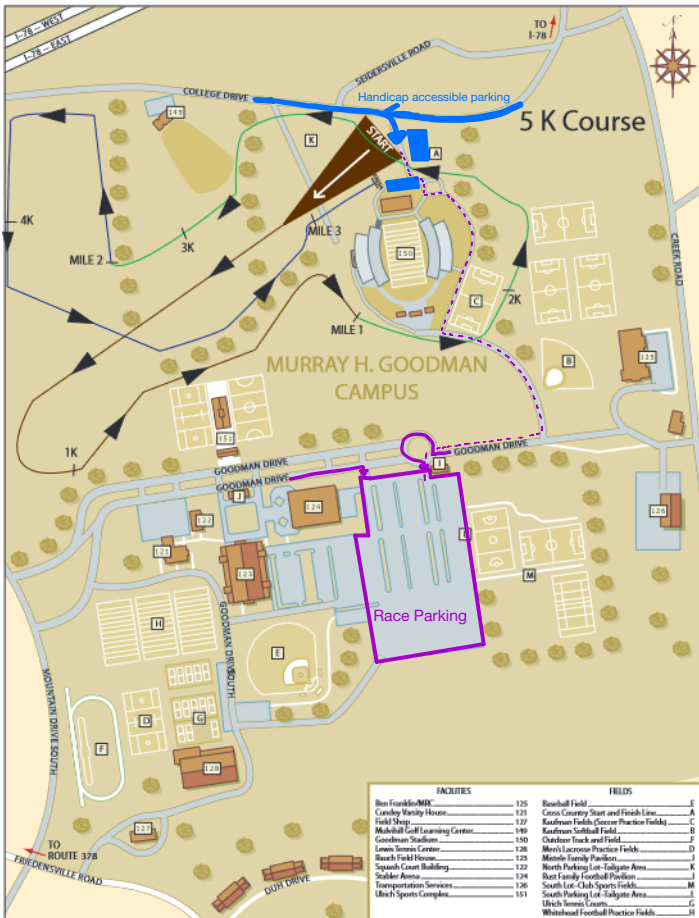 I-78 – WEST
I-78 – EAST
TO
I-78
SEIDERSVILLE ROAD
COLLEGE DRIVE
Handicap accessible parking
5 K Course
149
K
START
A
4K
MILE 2
3K
MILE 3
150
C
2K
CREEK ROAD
MILE 1
B
125
MURRAY H. GOODMAN
CAMPUS
151
1K
GOODMAN DRIVE
GOODMAN DRIVE
GOODMAN DRIVE
I
J
124
122
126
121
123
M
Race Parking
H
GOODMAN DRIVE
SOUTH
E
MOUNTAIN DRIVE SOUTH
D
G
F
128
127
TO
ROUTE 378
FRIEDENSVILLE ROAD
DUH DRIVE
FACILITIES
Ben Franklin/MRC 125
Cundey Varsity House 121
Field Shop 127
Mulvihill Golf Learning Center 149
Goodman Stadium 150
Lewis Tennis Center 128
Rauch Field House 123
Squash Court Building 122
Stabler Arena 124
Transportation Services 126
Ulrich Sports Complex 151
FIELDS
Baseball Field E
Cross Country Start and Finish Line A
Kaufman Fields (Soccer Practice Fields) C
Kaufman Softball Field B
Outdoor Track and Field F
Men's Lacrosse Practice Fields D
Mistele Family Pavilion J
North Parking Lot–Tailgate Area K
Rust Family Football Pavilion I
South Lot–Club Sports Fields M
South Parking Lot–Tailgate Area L
Ulrich Tennis Courts G
Whitehead Football Practice Fields H